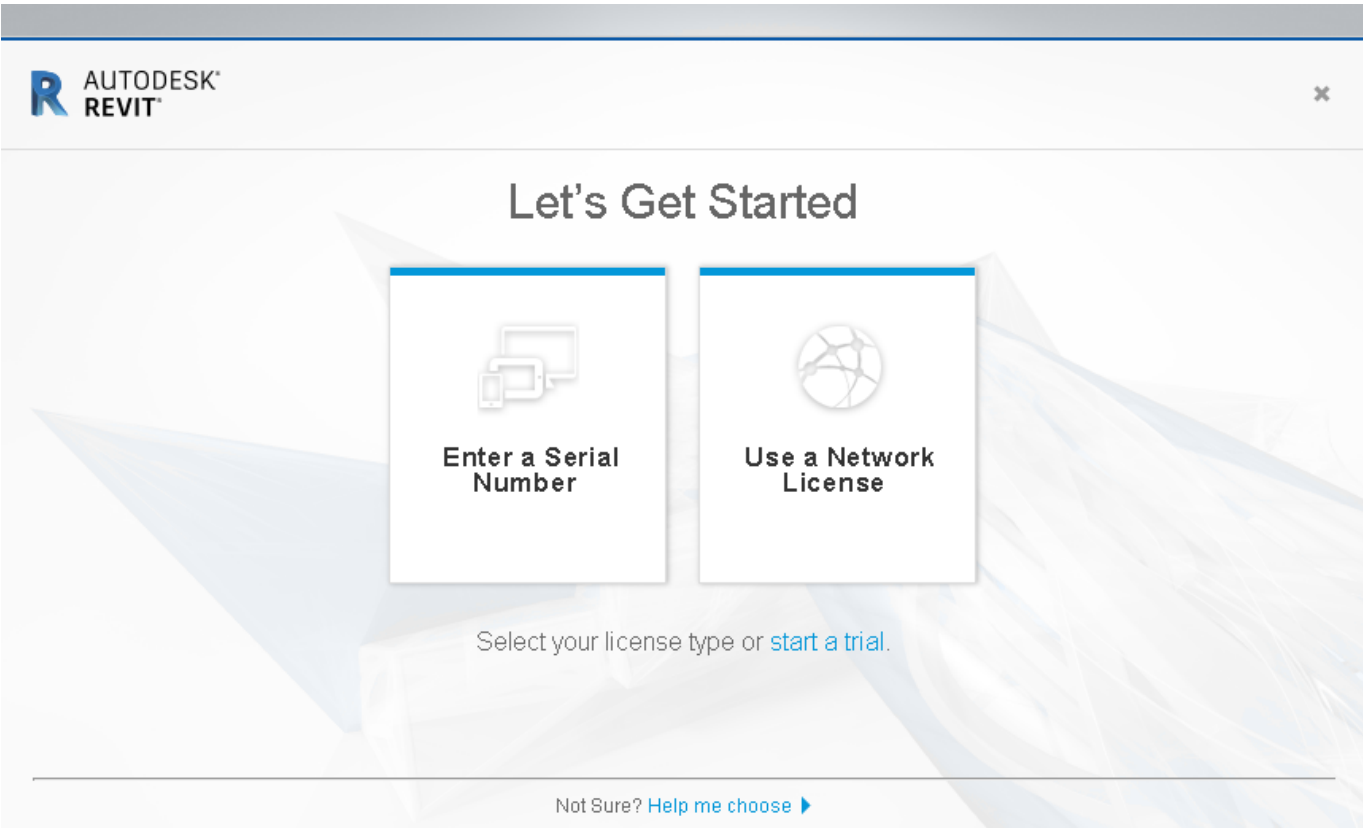 AUTODESK®
REVIT®
Let's Get Started
Enter a Serial
Number
Use a Network
License
Select your license type or start a trial.
Not Sure? Help me choose